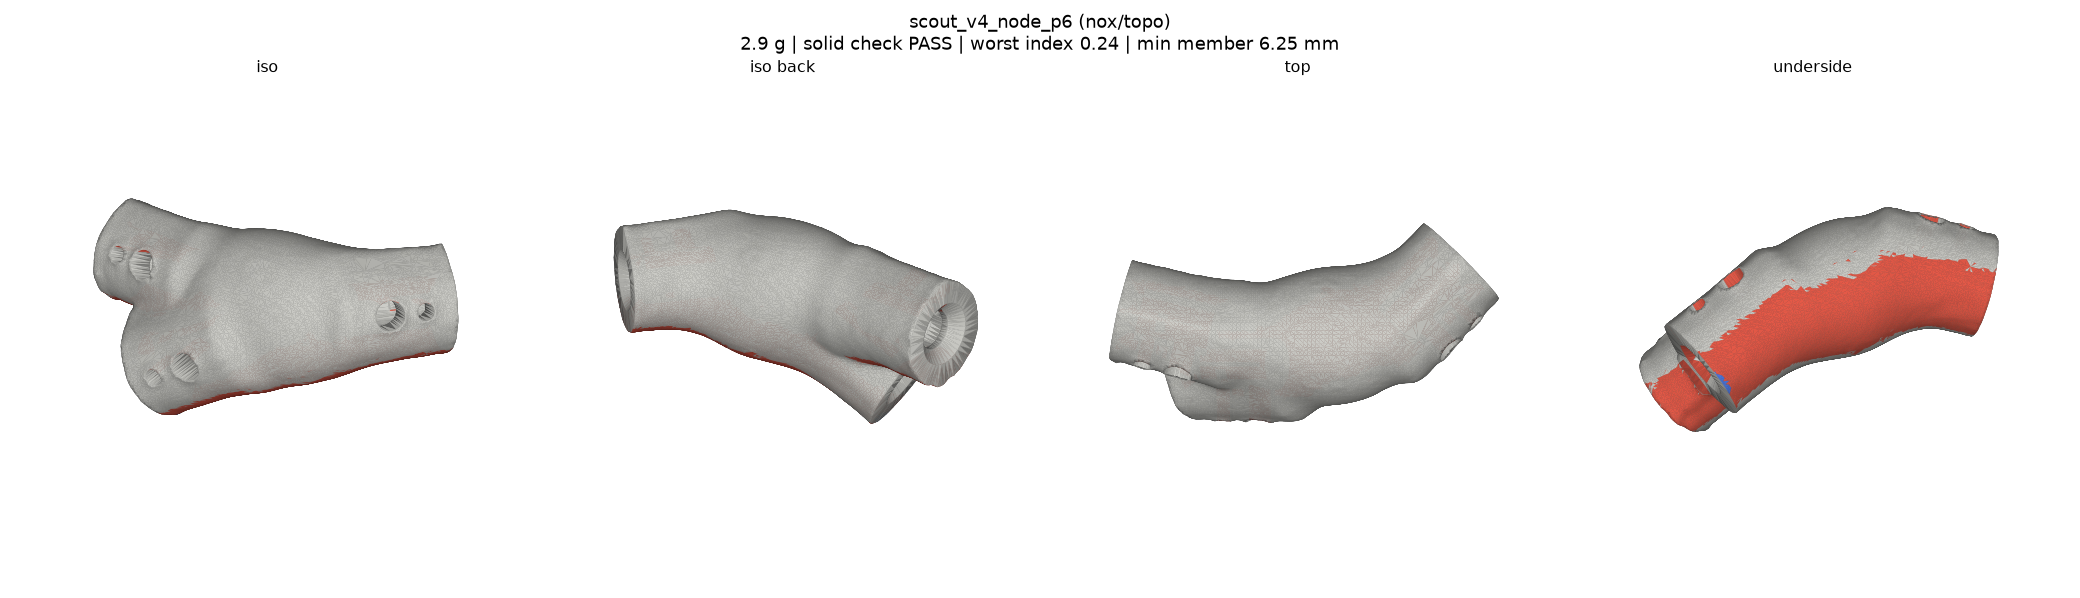 scout_v4_node_p6 (nox/topo)
2.9 g | solid check PASS | worst index 0.24 | min member 6.25 mm
iso
iso back
top
underside